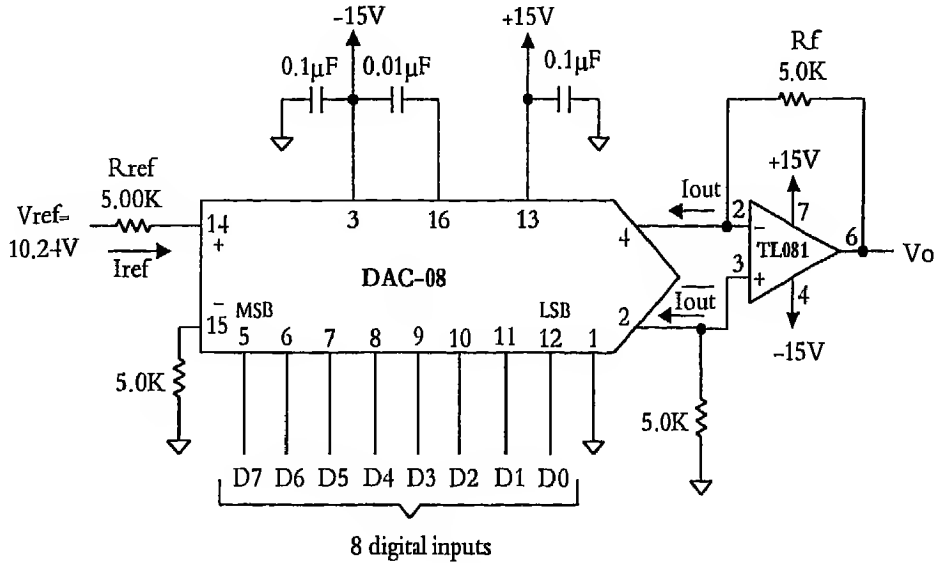 -15V
+15V
0.1µF
0.01µF
0.1µF
Rf
5.0K
Rref
5.00K
Vref=
10,24V
Iref
14
+
3
16
13
4
Iout
2
−
+15V
7
TL081
6
Vo
3
+
4
-15V
DAC-08
Iout
2
−
15
MSB
LSB
5
6
7
8
9
10
11
12
1
5.0K
5.0K
D7
D6
D5
D4
D3
D2
D1
D0
8 digital inputs